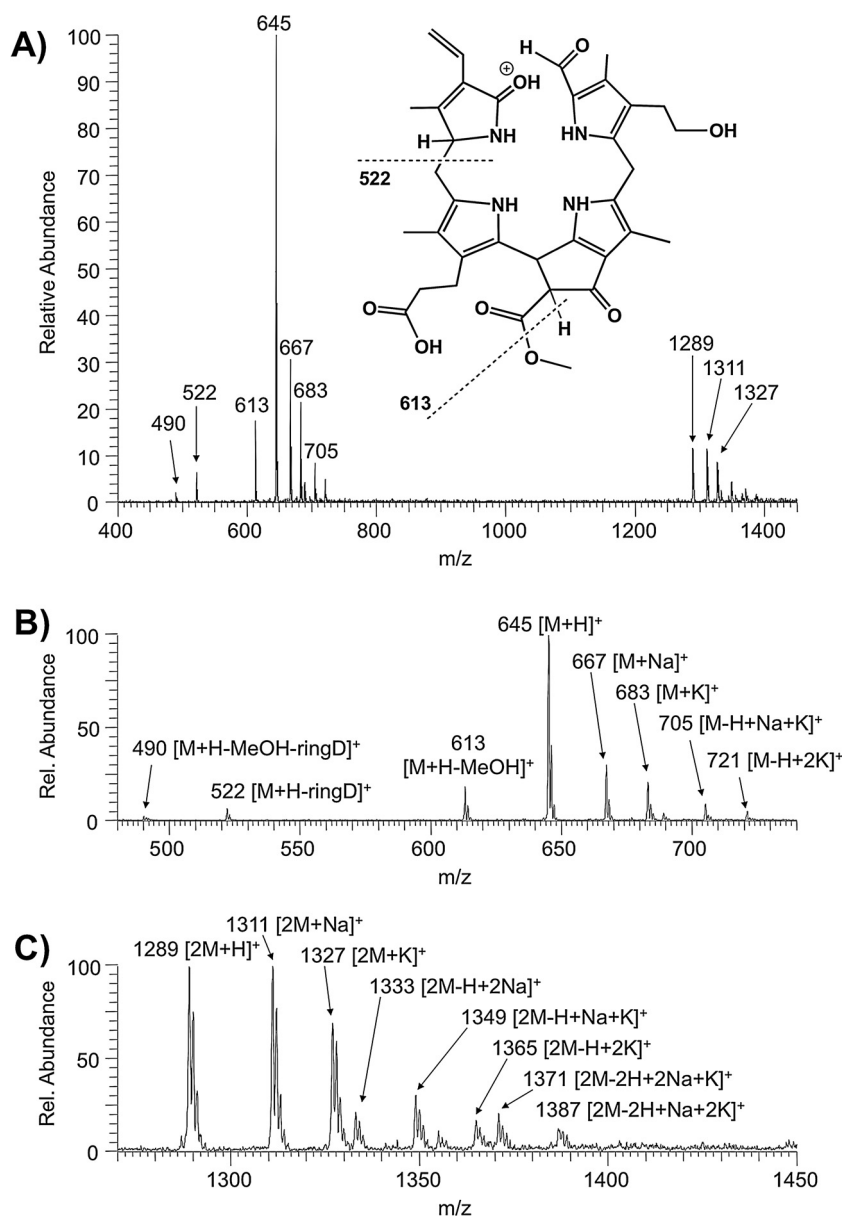 A)
645
100
90
80
70
60
50
40
30
20
10
0
Relative Abundance
667
683
522
613
490
705
1289
1311
1327
H
O
⊕
OH
NH
HN
OH
H
522
NH
NH
O
OH
O
H
O
O
613
400
600
800
1000
1200
1400
m/z
B)
100
50
0
Rel. Abundance
645 [M+H]+
667 [M+Na]+
683 [M+K]+
705 [M-H+Na+K]+
721 [M-H+2K]+
613
[M+H-MeOH]+
490 [M+H-MeOH-ringD]+
522 [M+H-ringD]+
500
550
600
650
700
m/z
C)
100
50
0
Rel. Abundance
1311 [2M+Na]+
1289 [2M+H]+
1327 [2M+K]+
1333 [2M-H+2Na]+
1349 [2M-H+Na+K]+
1365 [2M-H+2K]+
1371 [2M-2H+2Na+K]+
1387 [2M-2H+Na+2K]+
1300
1350
1400
1450
m/z